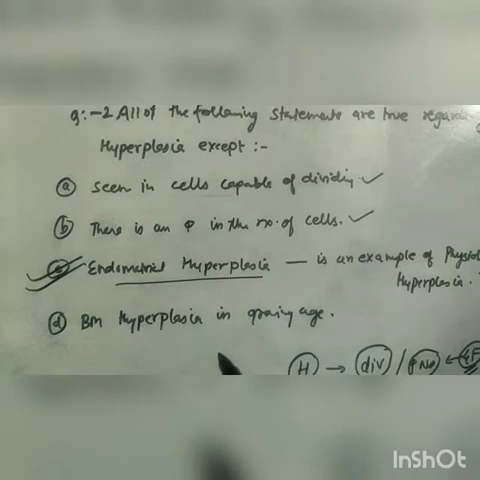 Q:-2 All of the following statements are true regard
Hyperplasia except :-
(a) Seen in cells capable of dividing ✓
(b) There is an ↑ in the no. of cells. ✓
(c) Endometrial Hyperplasia — is an example of Physiol
Hyperplasia.
(d) BM Hyperplasia in
age.
(H) → (div) / (↑No) ←
InShOt